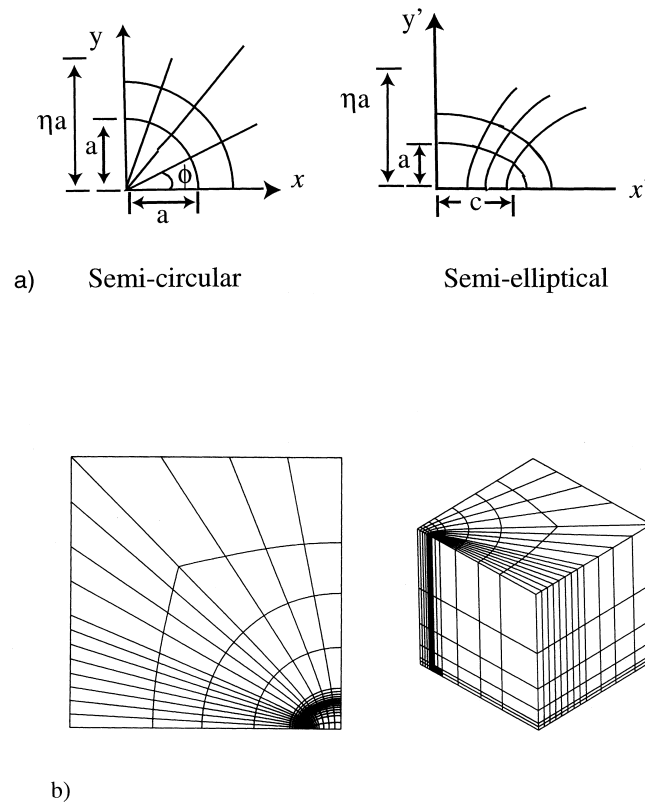 y
ηa
a
ϕ
x
a
y'
ηa
a
c
x'
a) Semi-circular Semi-elliptical
b)